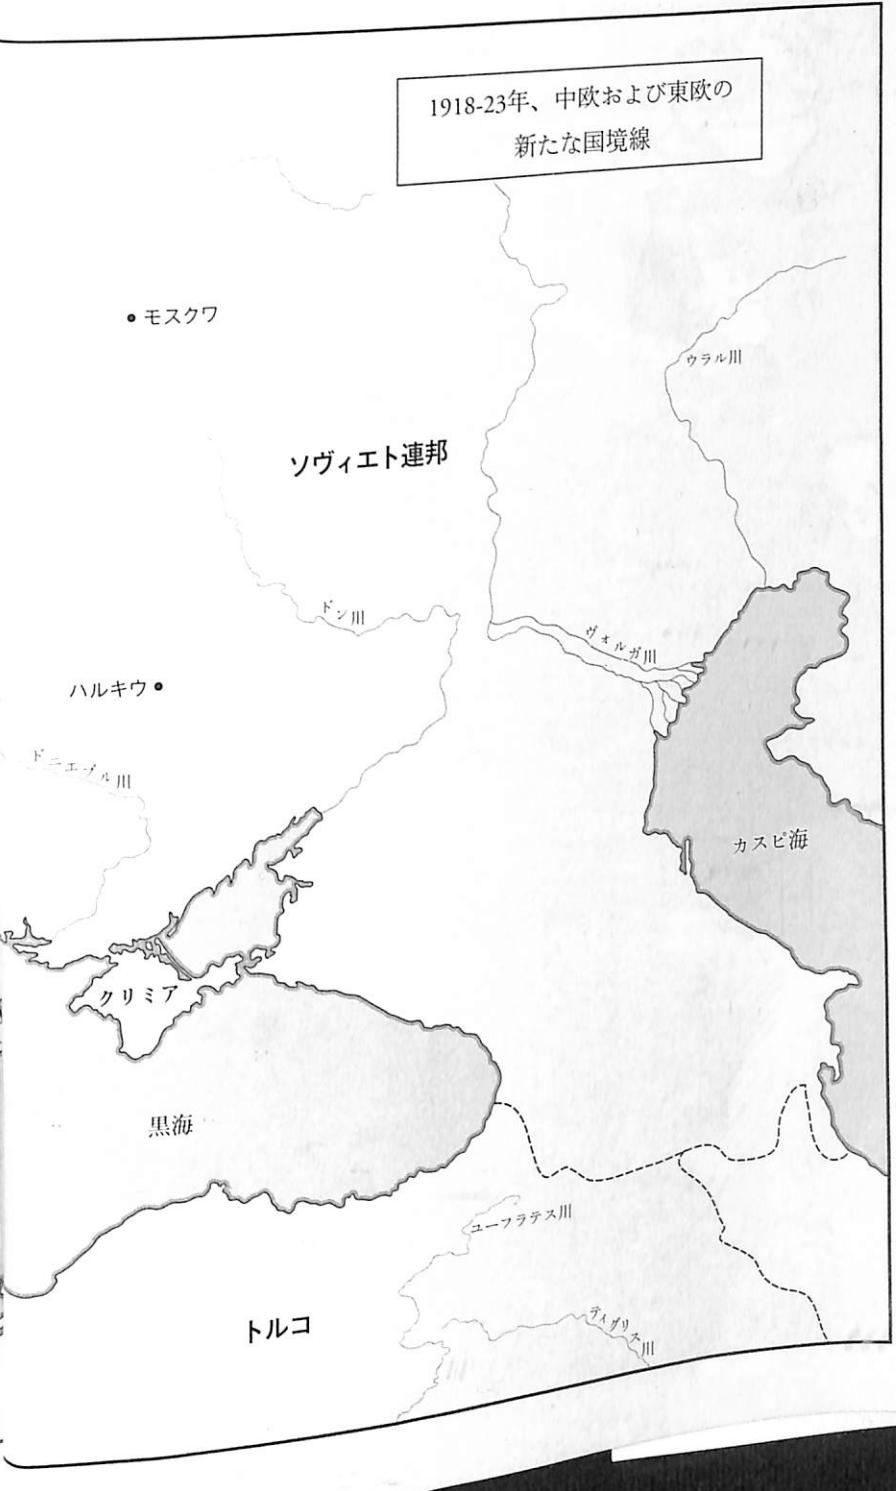 1918-23年、中欧および東欧の
新たな国境線
モスクワ
ウラル川
ソヴィエト連邦
ドン川
ヴォルガ川
ハルキウ
ドニエプル川
カスピ海
クリミア
黒海
ユーフラテス川
トルコ
ティグリス川